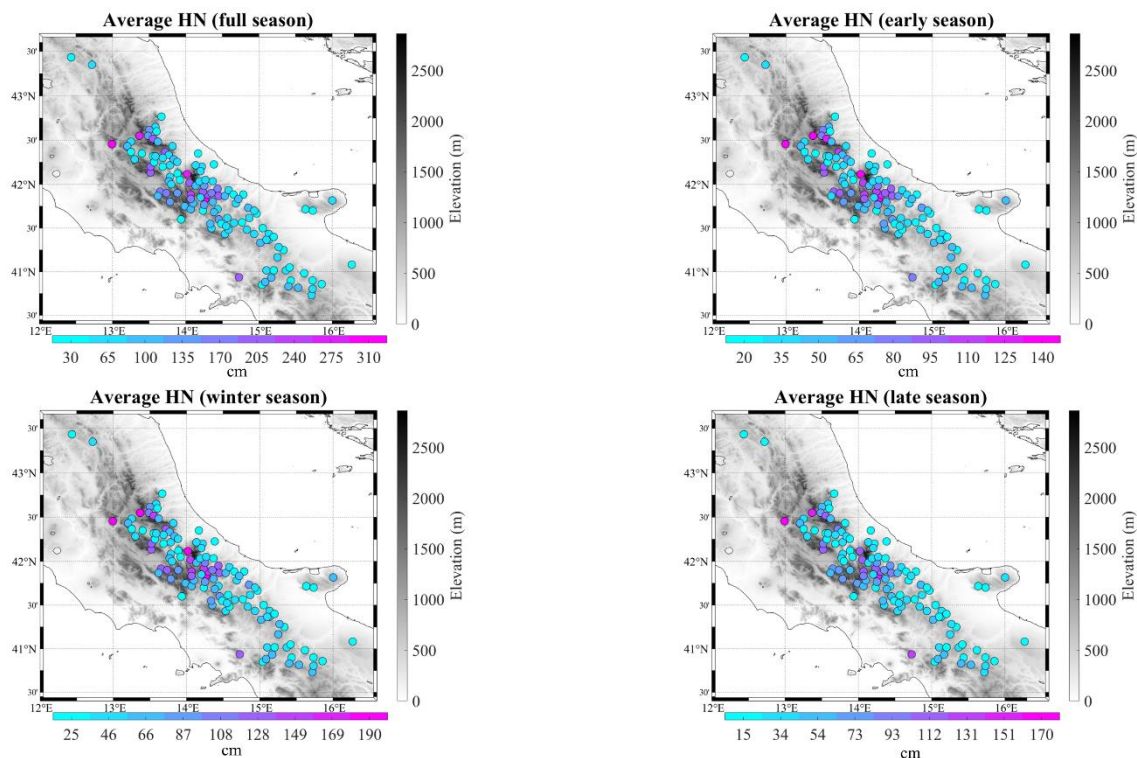 Average HN (full season)
30'
43°N
30'
42°N
30'
41°N
30'
12°E 13°E 14°E 15°E 16°E
2500
2000
1500
1000
500
0
Elevation (m)
30 65 100 135 170 205 240 275 310
cm
Average HN (early season)
30'
43°N
30'
42°N
30'
41°N
30'
12°E 13°E 14°E 15°E 16°E
2500
2000
1500
1000
500
0
Elevation (m)
20 35 50 65 80 95 110 125 140
cm
Average HN (winter season)
30'
43°N
30'
42°N
30'
41°N
30'
12°E 13°E 14°E 15°E 16°E
2500
2000
1500
1000
500
0
Elevation (m)
25 46 66 87 108 128 149 169 190
cm
Average HN (late season)
30'
43°N
30'
42°N
30'
41°N
30'
12°E 13°E 14°E 15°E 16°E
2500
2000
1500
1000
500
0
Elevation (m)
15 34 54 73 93 112 131 151 170
cm